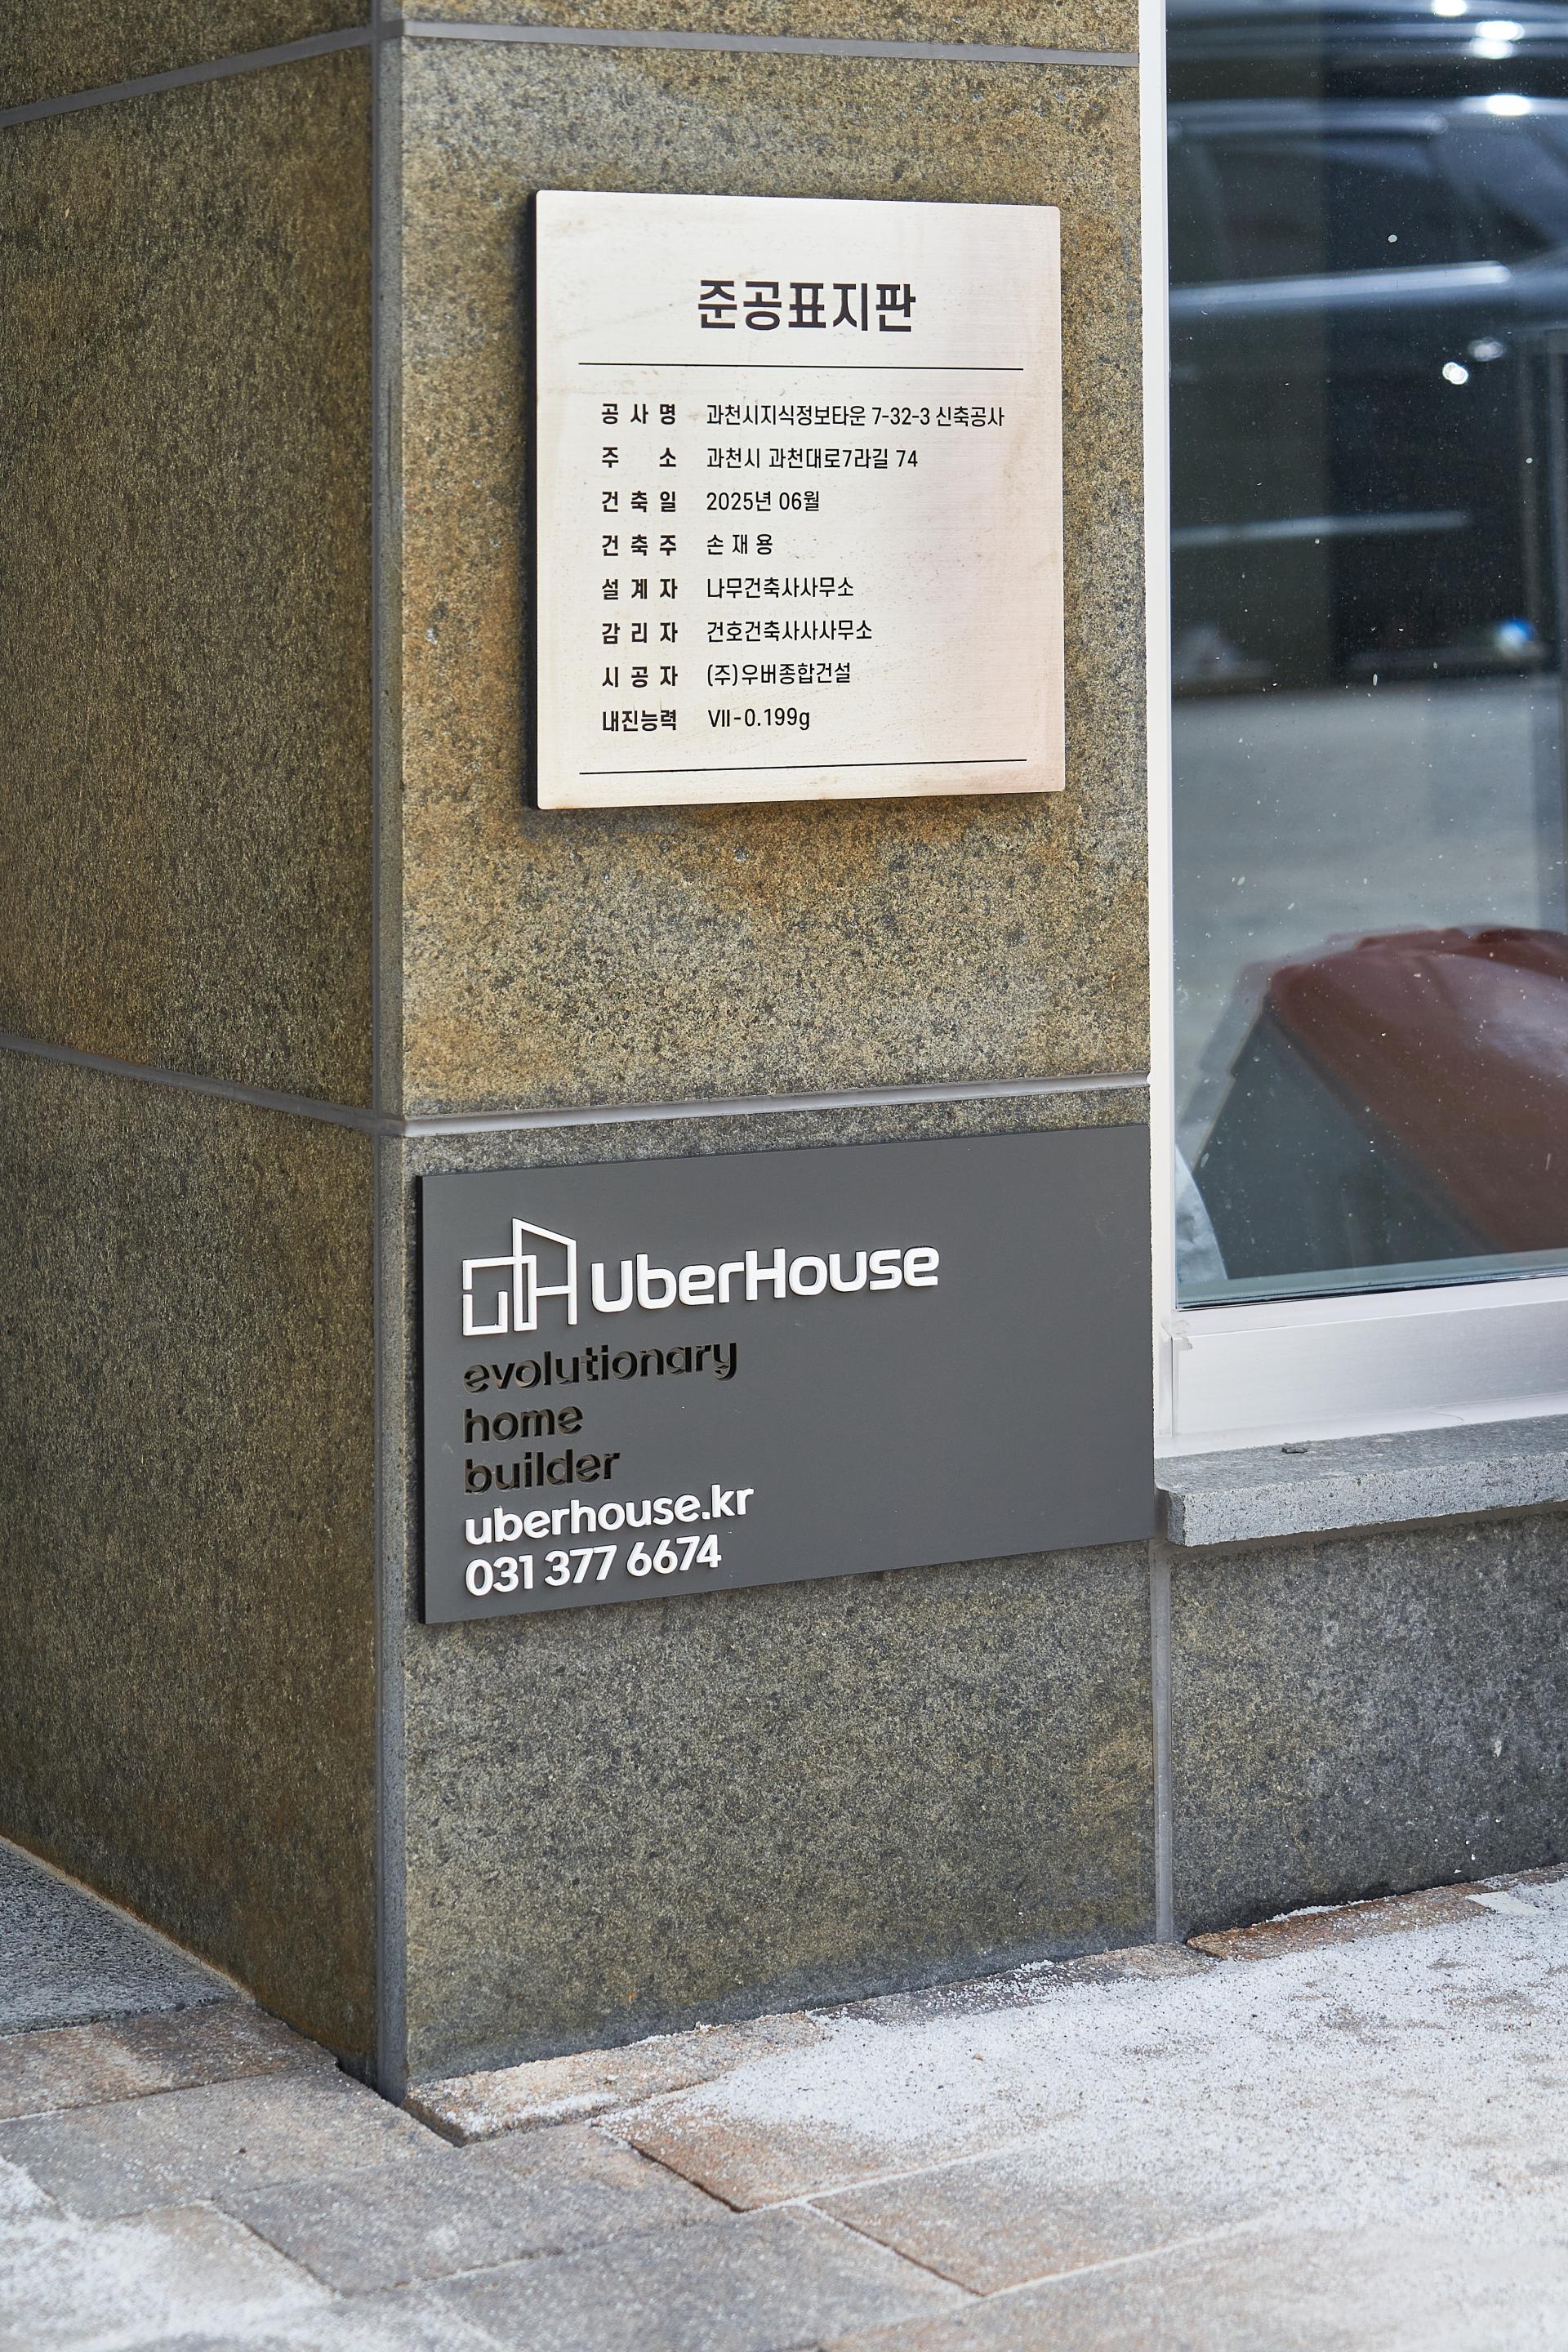 준공표지판
공 사 명 과천시지식정보타운 7-32-3 신축공사
주 소 과천시 과천대로7라길 74
건 축 일 2025년 06월
건 축 주 손 재 용
설 계 자 나무건축사사무소
감 리 자 건호건축사사사무소
시 공 자 (주)우버종합건설
내진능력 VII-0.199g
UberHouse
evolutionary
home
builder
uberhouse.kr
031 377 6674